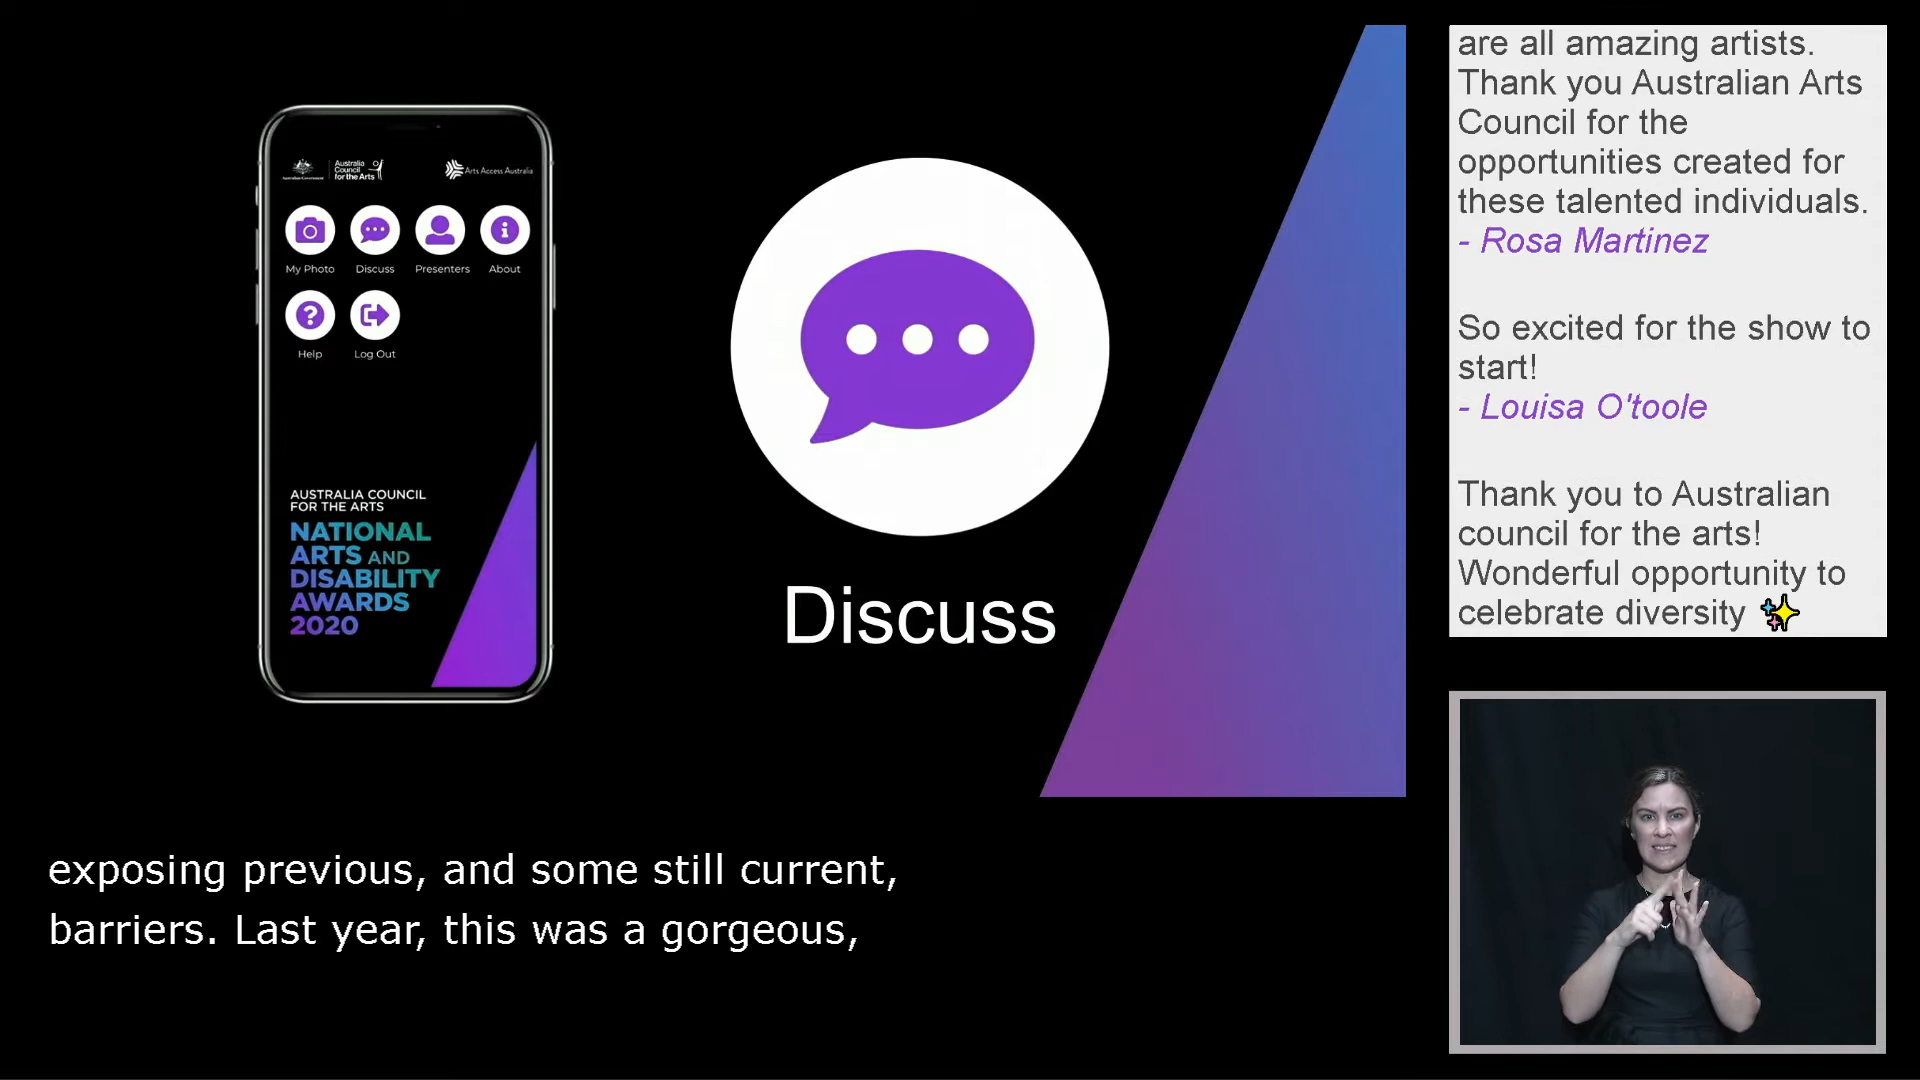 Australian Government
Australia
Council
for the Arts
Arts Access Australia
My Photo
Discuss
Presenters
About
Help
Log Out
AUSTRALIA COUNCIL
FOR THE ARTS
NATIONAL
ARTS AND
DISABILITY
AWARDS
2020
Discuss
are all amazing artists.
Thank you Australian Arts
Council for the
opportunities created for
these talented individuals.
- Rosa Martinez
So excited for the show to
start!
- Louisa O'toole
Thank you to Australian
council for the arts!
Wonderful opportunity to
celebrate diversity ✨
exposing previous, and some still current,
barriers. Last year, this was a gorgeous,